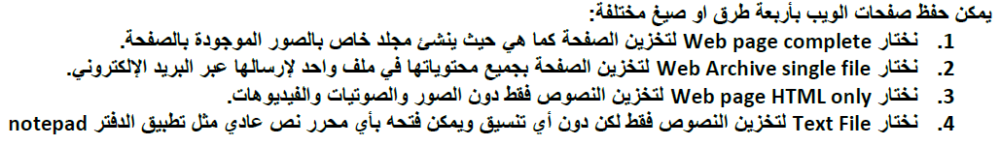 يمكن حفظ صفحات الويب بأربعة طرق او صيغ مختلفة:
1. نختار Web page complete لتخزين الصفحة كما هي حيث ينشئ مجلد خاص بالصور الموجودة بالصفحة.
2. نختار Web Archive single file لتخزين الصفحة بجميع محتوياتها في ملف واحد لإرسالها عبر البريد الإلكتروني.
3. نختار Web page HTML only لتخزين النصوص فقط دون الصور والصوتيات والفيديوهات.
4. نختار Text File لتخزين النصوص فقط لكن دون أي تنسيق ويمكن فتحه بأي محرر نص عادي مثل تطبيق الدفتر notepad